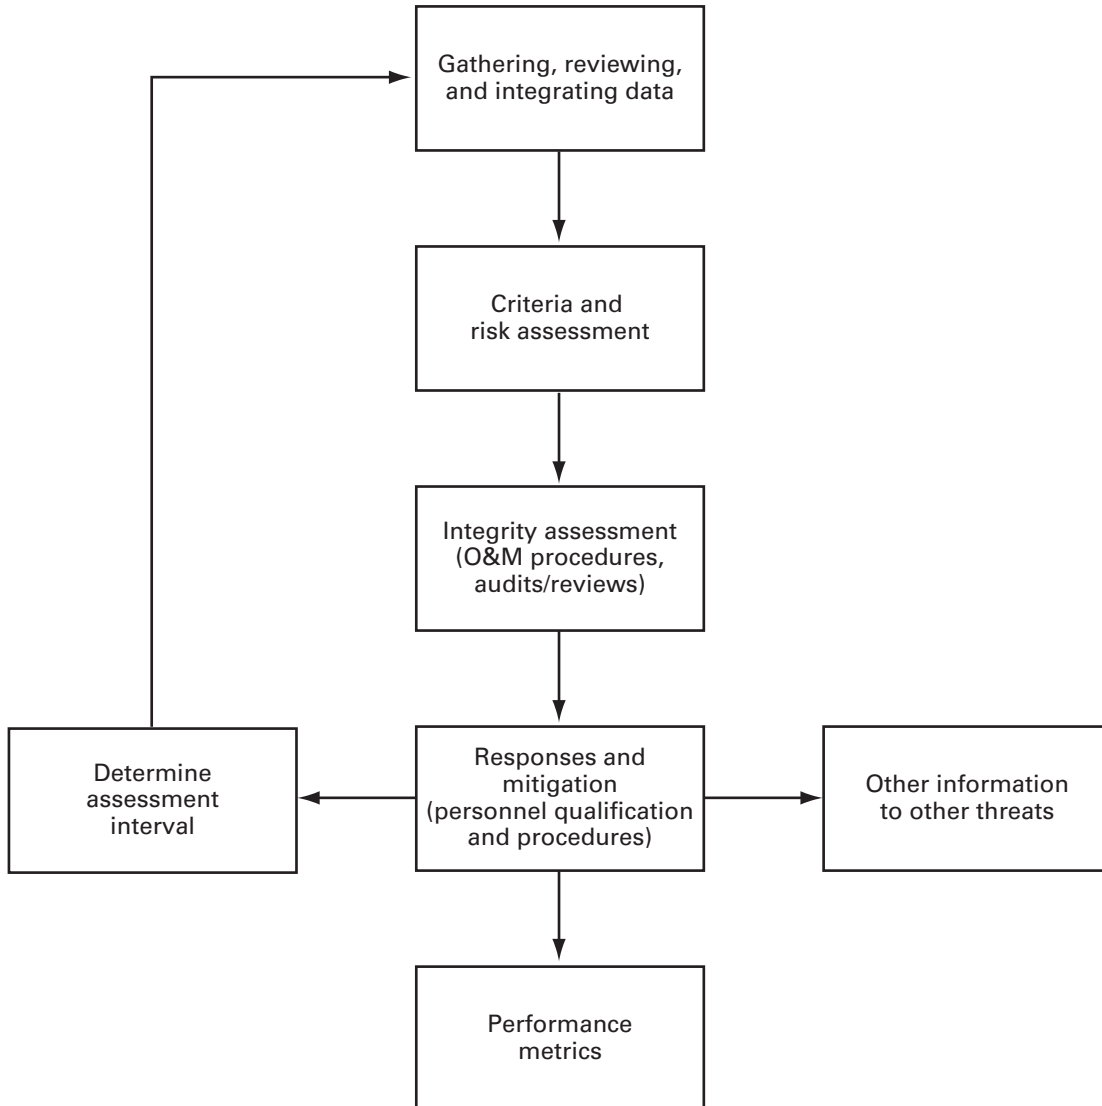 Gathering, reviewing,
and integrating data
Criteria and
risk assessment
Integrity assessment
(O&M procedures,
audits/reviews)
Determine
assessment
interval
Responses and
mitigation
(personnel qualification
and procedures)
Other information
to other threats
Performance
metrics